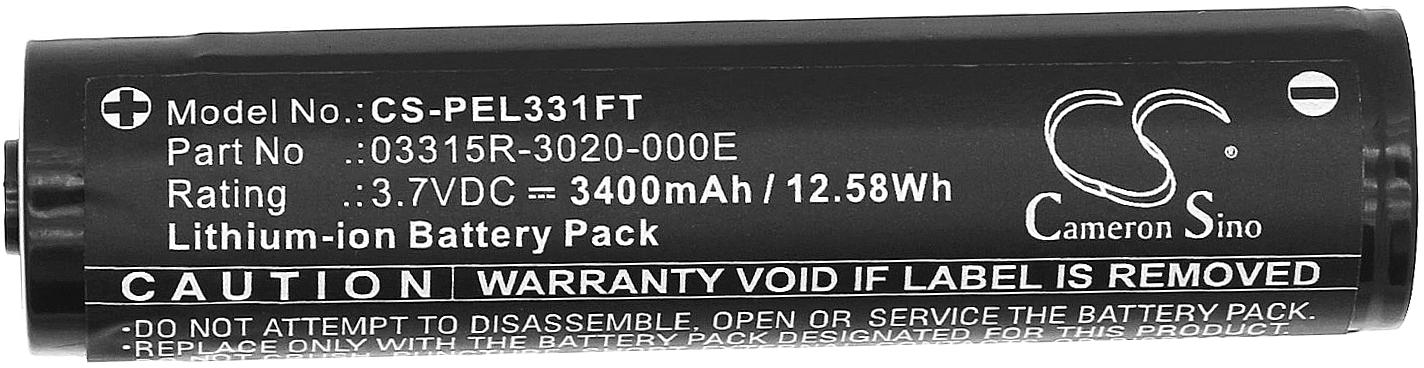 Model No.: CS-PEL331FT
Part No .: 03315R-3020-000E
Rating .: 3.7VDC ⎓ 3400mAh / 12.58Wh
Lithium-ion Battery Pack
CS®
Cameron Sino
CAUTION | WARRANTY VOID IF LABEL IS REMOVED
•DO NOT ATTEMPT TO DISASSEMBLE, OPEN OR SERVICE THE BATTERY PACK.
•REPLACE ONLY WITH THE BATTERY PACK DESIGNATED FOR THIS PRODUCT.